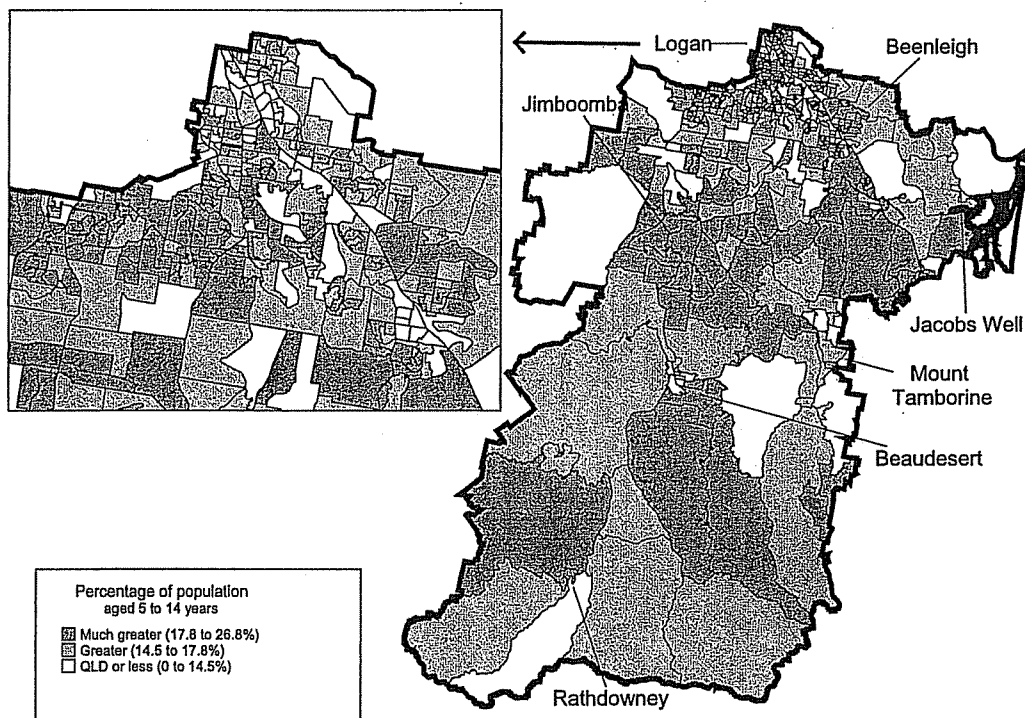 Logan
Beenleigh
Jimboomba
Jacobs Well
Mount
Tamborine
Beaudesert
Percentage of population
aged 5 to 14 years
Much greater (17.8 to 26.8%)
Greater (14.5 to 17.8%)
QLD or less (0 to 14.5%)
Rathdowney